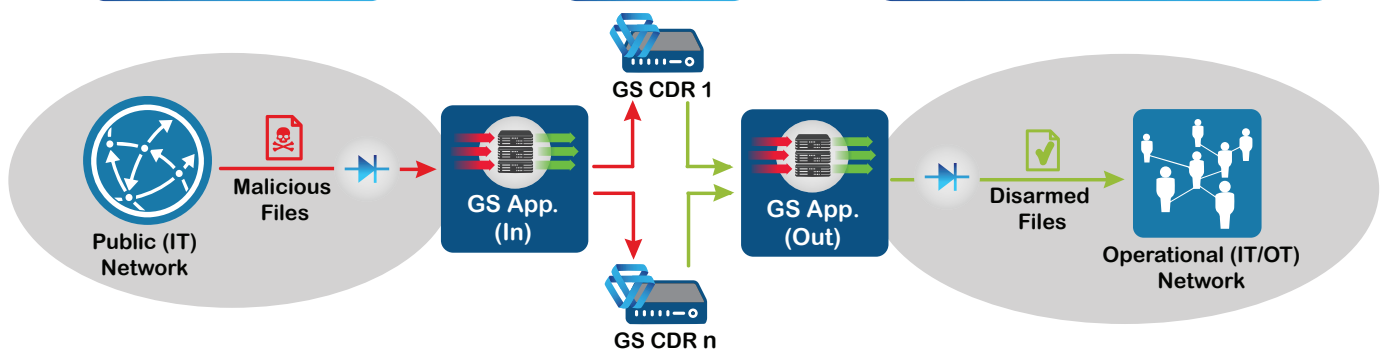 GS CDR 1
Malicious
Files
Public (IT)
Network
GS App.
(In)
GS App.
(Out)
Disarmed
Files
Operational (IT/OT)
Network
GS CDR n